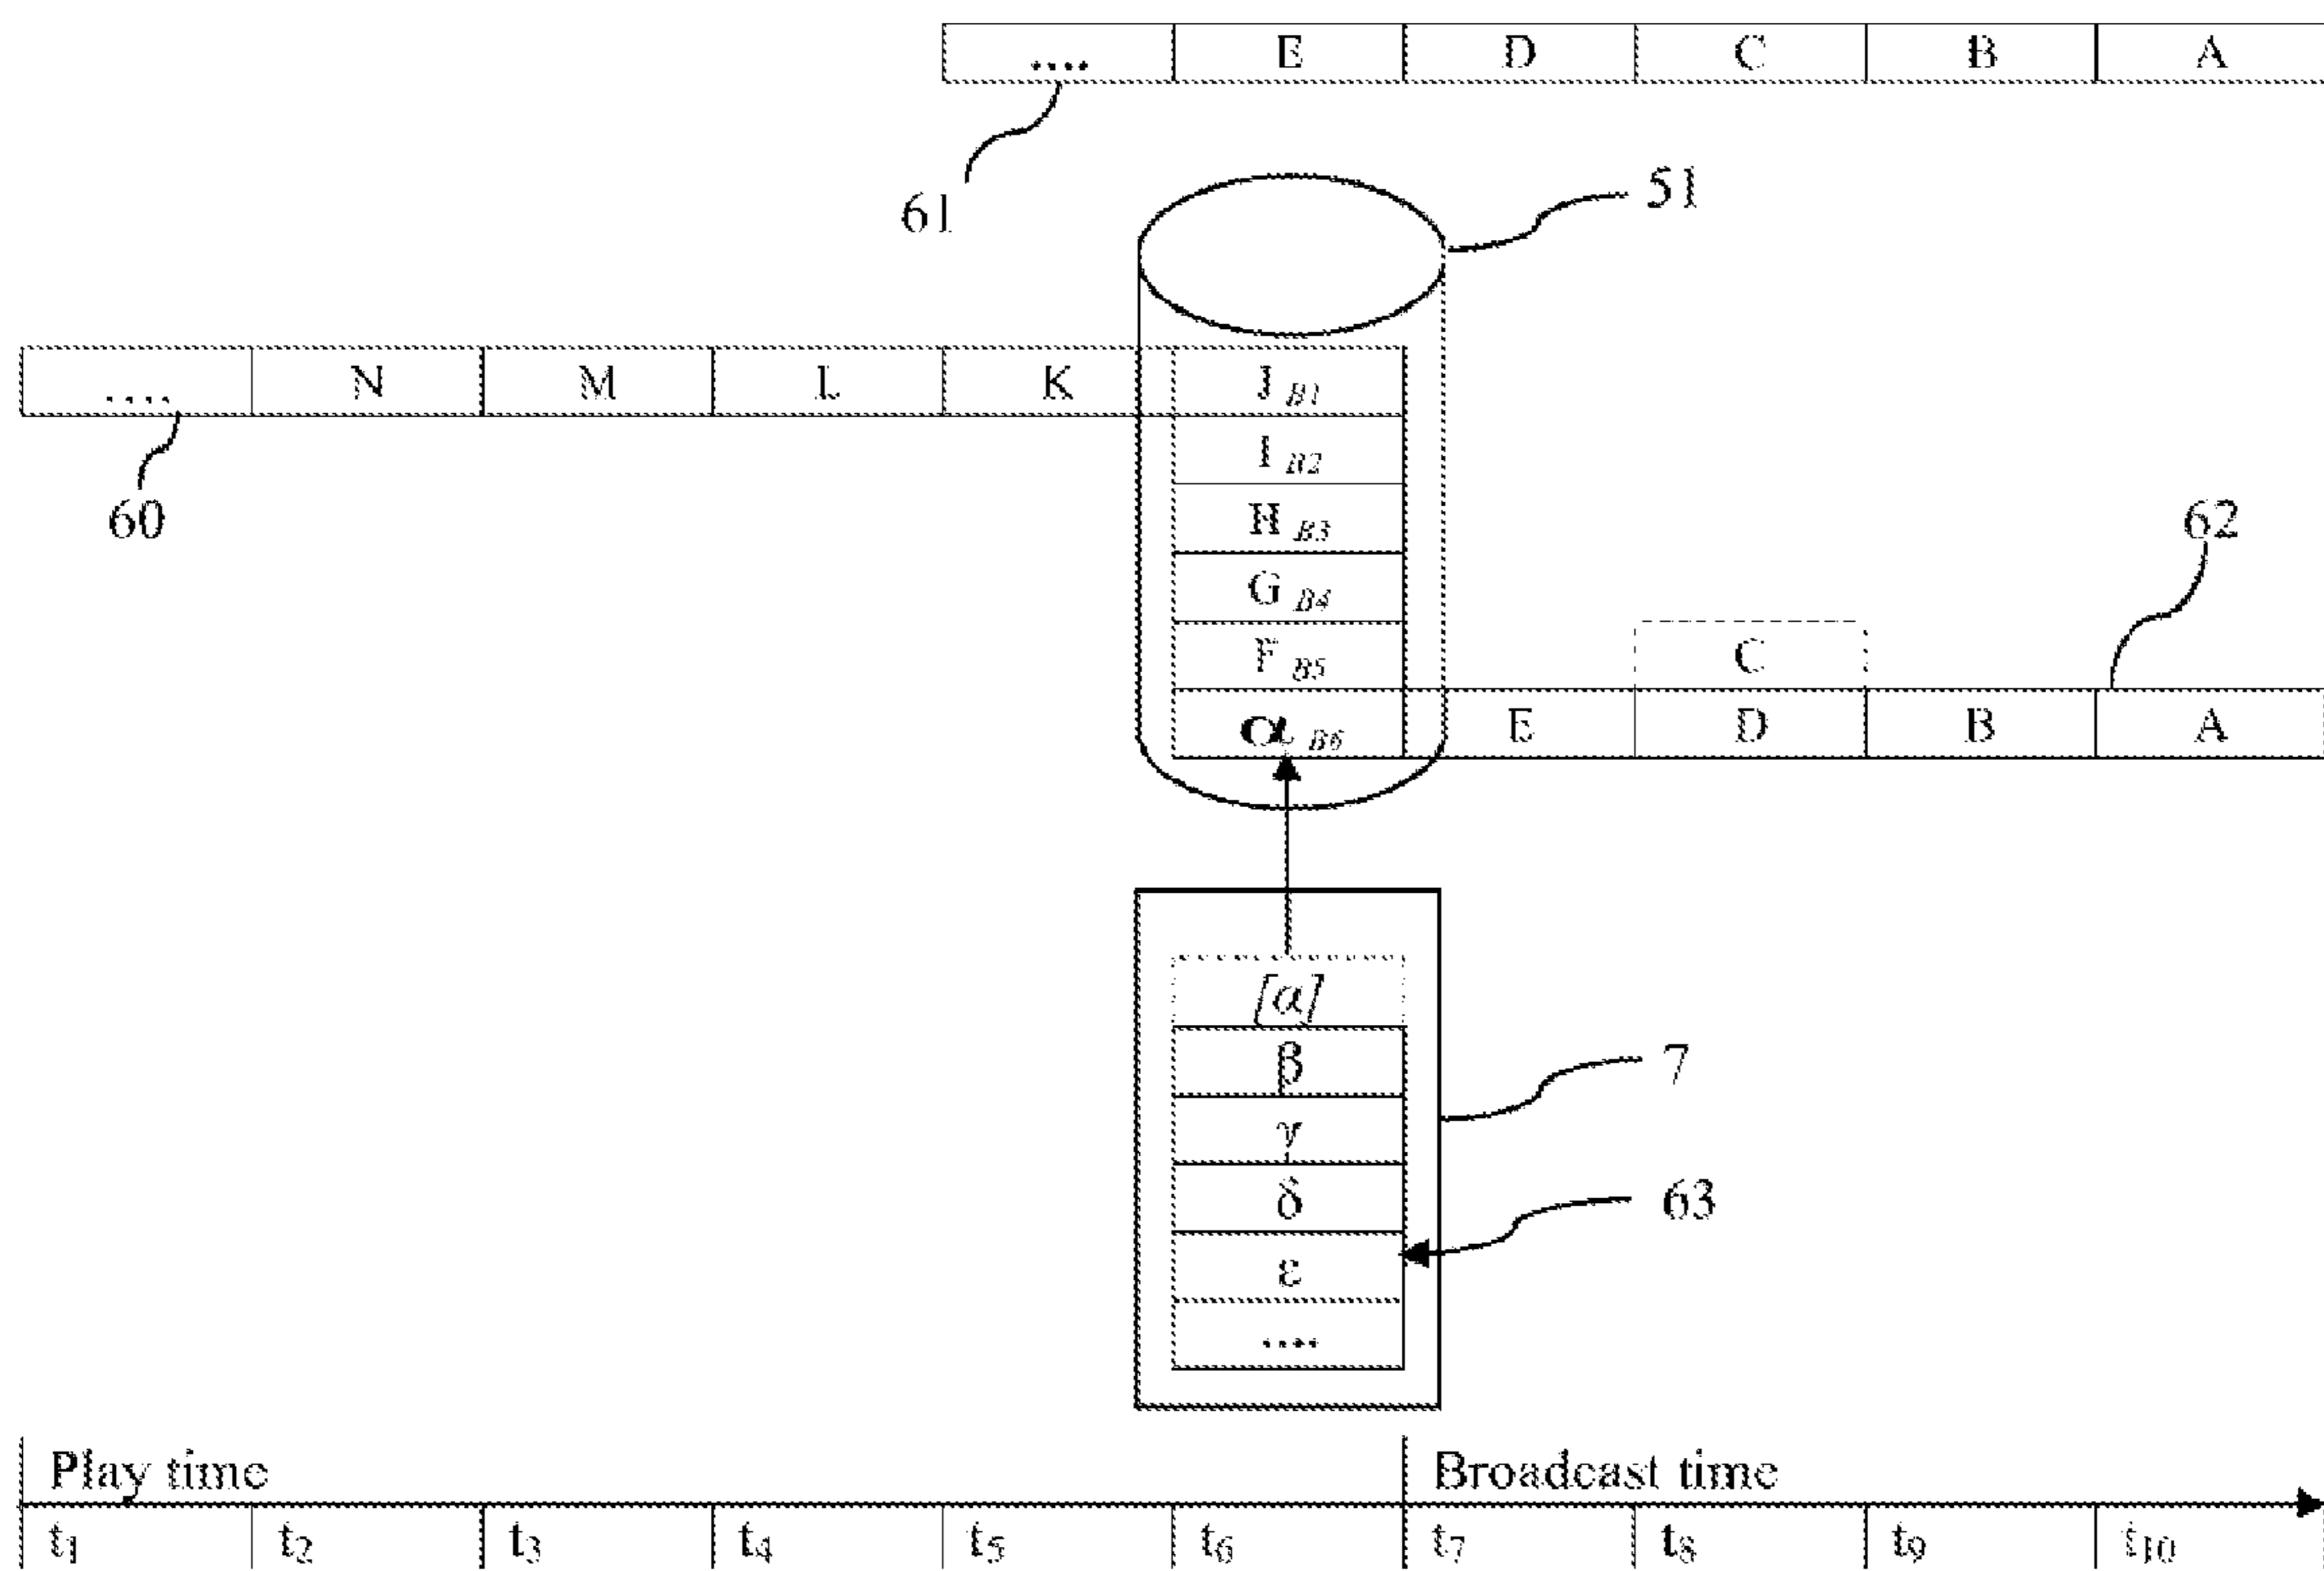 .... E D C B A
61
51
.... N M L K J B1
I B2
60
H B3
62
G B4
F B5 C
α B6 E D B A
[α]
β
7
γ
δ
63
ε
....
Play time Broadcast time
t1 t2 t3 t4 t5 t6 t7 t8 t9 t10